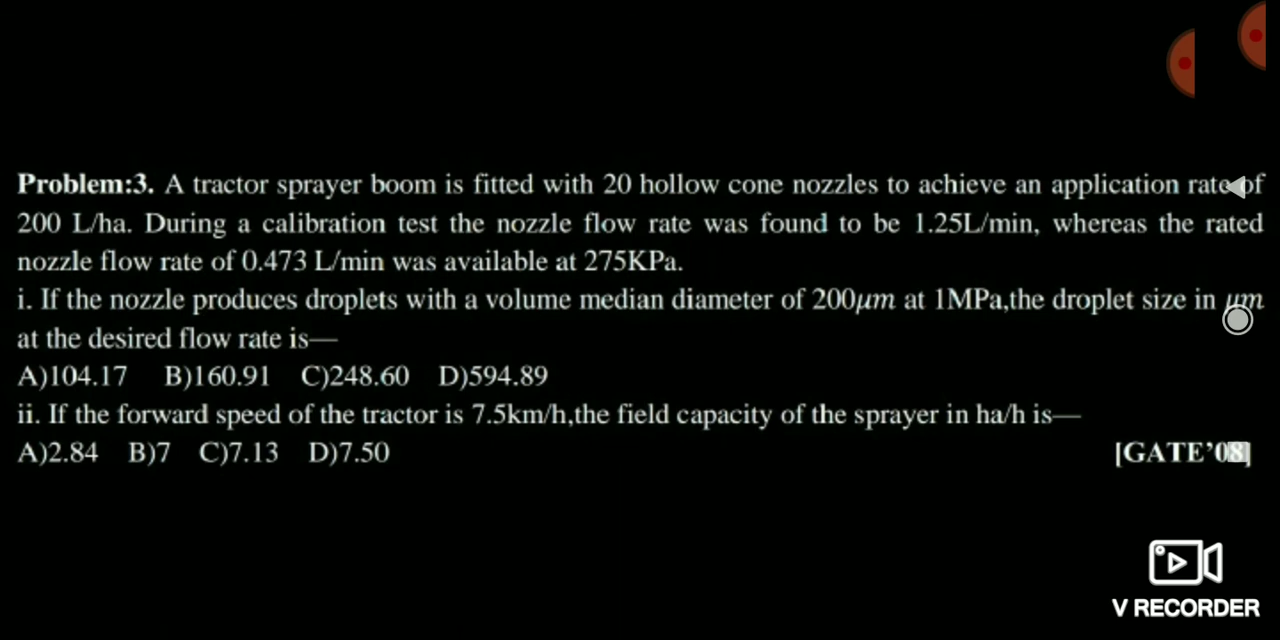 Problem:3. A tractor sprayer boom is fitted with 20 hollow cone nozzles to achieve an application rate of
200 L/ha. During a calibration test the nozzle flow rate was found to be 1.25L/min, whereas the rated
nozzle flow rate of 0.473 L/min was available at 275KPa.
i. If the nozzle produces droplets with a volume median diameter of 200μm at 1MPa,the droplet size in μm
at the desired flow rate is—
A)104.17 B)160.91 C)248.60 D)594.89
ii. If the forward speed of the tractor is 7.5km/h,the field capacity of the sprayer in ha/h is—
A)2.84 B)7 C)7.13 D)7.50 [GATE'08]
V RECORDER